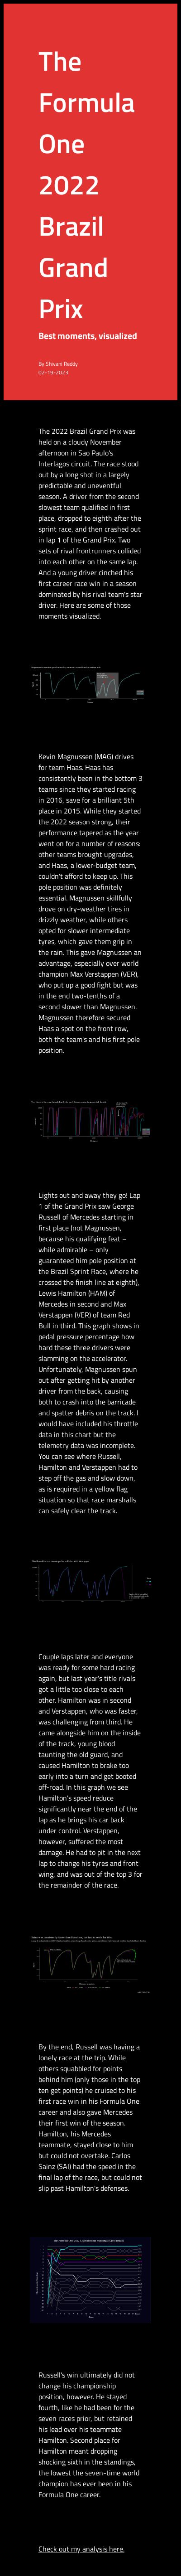 The
Formula
One
2022
Brazil
Grand
Prix
Best moments, visualized
By Shivani Reddy
02-19-2023
The 2022 Brazil Grand Prix was
held on a cloudy November
afternoon in Sao Paulo's
Interlagos circuit. The race stood
out by a long shot in a largely
predictable and uneventful
season. A driver from the second
slowest team qualified in first
place, dropped to eighth after the
sprint race, and then crashed out
in lap 1 of the Grand Prix. Two
sets of rival frontrunners collided
into each other on the same lap.
And a young driver cinched his
first career race win in a season
dominated by his rival team's star
driver. Here are some of those
moments visualized.
Kevin Magnussen (MAG) drives
for team Haas. Haas has
consistently been in the bottom 3
teams since they started racing
in 2016, save for a brilliant 5th
place in 2015. While they started
the 2022 season strong, their
performance tapered as the year
went on for a number of reasons:
other teams brought upgrades,
and Haas, a lower-budget team,
couldn't afford to keep up. This
pole position was definitely
essential. Magnussen skillfully
drove on dry-weather tires in
drizzly weather, while others
opted for slower intermediate
tyres, which gave them grip in
the rain. This gave Magnussen an
advantage, especially over world
champion Max Verstappen (VER),
who put up a good fight but was
in the end two-tenths of a
second slower than Magnussen.
Magnussen therefore secured
Haas a spot on the front row,
both the team's and his first pole
position.
Lights out and away they go! Lap
1 of the Grand Prix saw George
Russell of Mercedes starting in
first place (not Magnussen,
because his qualifying feat –
while admirable – only
guaranteed him pole position at
the Brazil Sprint Race, where he
crossed the finish line at eighth),
Lewis Hamilton (HAM) of
Mercedes in second and Max
Verstappen (VER) of team Red
Bull in third. This graph shows in
pedal pressure percentage how
hard these three drivers were
slamming on the accelerator.
Unfortunately, Magnussen spun
out after getting hit by another
driver from the back, causing
both to crash into the barricade
and spatter debris on the track. I
would have included his throttle
data in this chart but the
telemetry data was incomplete.
You can see where Russell,
Hamilton and Verstappen had to
step off the gas and slow down,
as is required in a yellow flag
situation so that race marshalls
can safely clear the track.
Couple laps later and everyone
was ready for some hard racing
again, but last year's title rivals
got a little too close to each
other. Hamilton was in second
and Verstappen, who was faster,
was challenging from third. He
came alongside him on the inside
of the track, young blood
taunting the old guard, and
caused Hamilton to brake too
early into a turn and get booted
off-road. In this graph we see
Hamilton's speed reduce
significantly near the end of the
lap as he brings his car back
under control. Verstappen,
however, suffered the most
damage. He had to pit in the next
lap to change his tyres and front
wing, and was out of the top 3 for
the remainder of the race.
By the end, Russell was having a
lonely race at the trip. While
others squabbled for points
behind him (only those in the top
ten get points) he cruised to his
first race win in his Formula One
career and also gave Mercedes
their first win of the season.
Hamilton, his Mercedes
teammate, stayed close to him
but could not overtake. Carlos
Sainz (SAI) had the speed in the
final lap of the race, but could not
slip past Hamilton's defenses.
Russell's win ultimately did not
change his championship
position, however. He stayed
fourth, like he had been for the
seven races prior, but retained
his lead over his teammate
Hamilton. Second place for
Hamilton meant dropping
shocking sixth in the standings,
the lowest the seven-time world
champion has ever been in his
Formula One career.
Check out my analysis here.